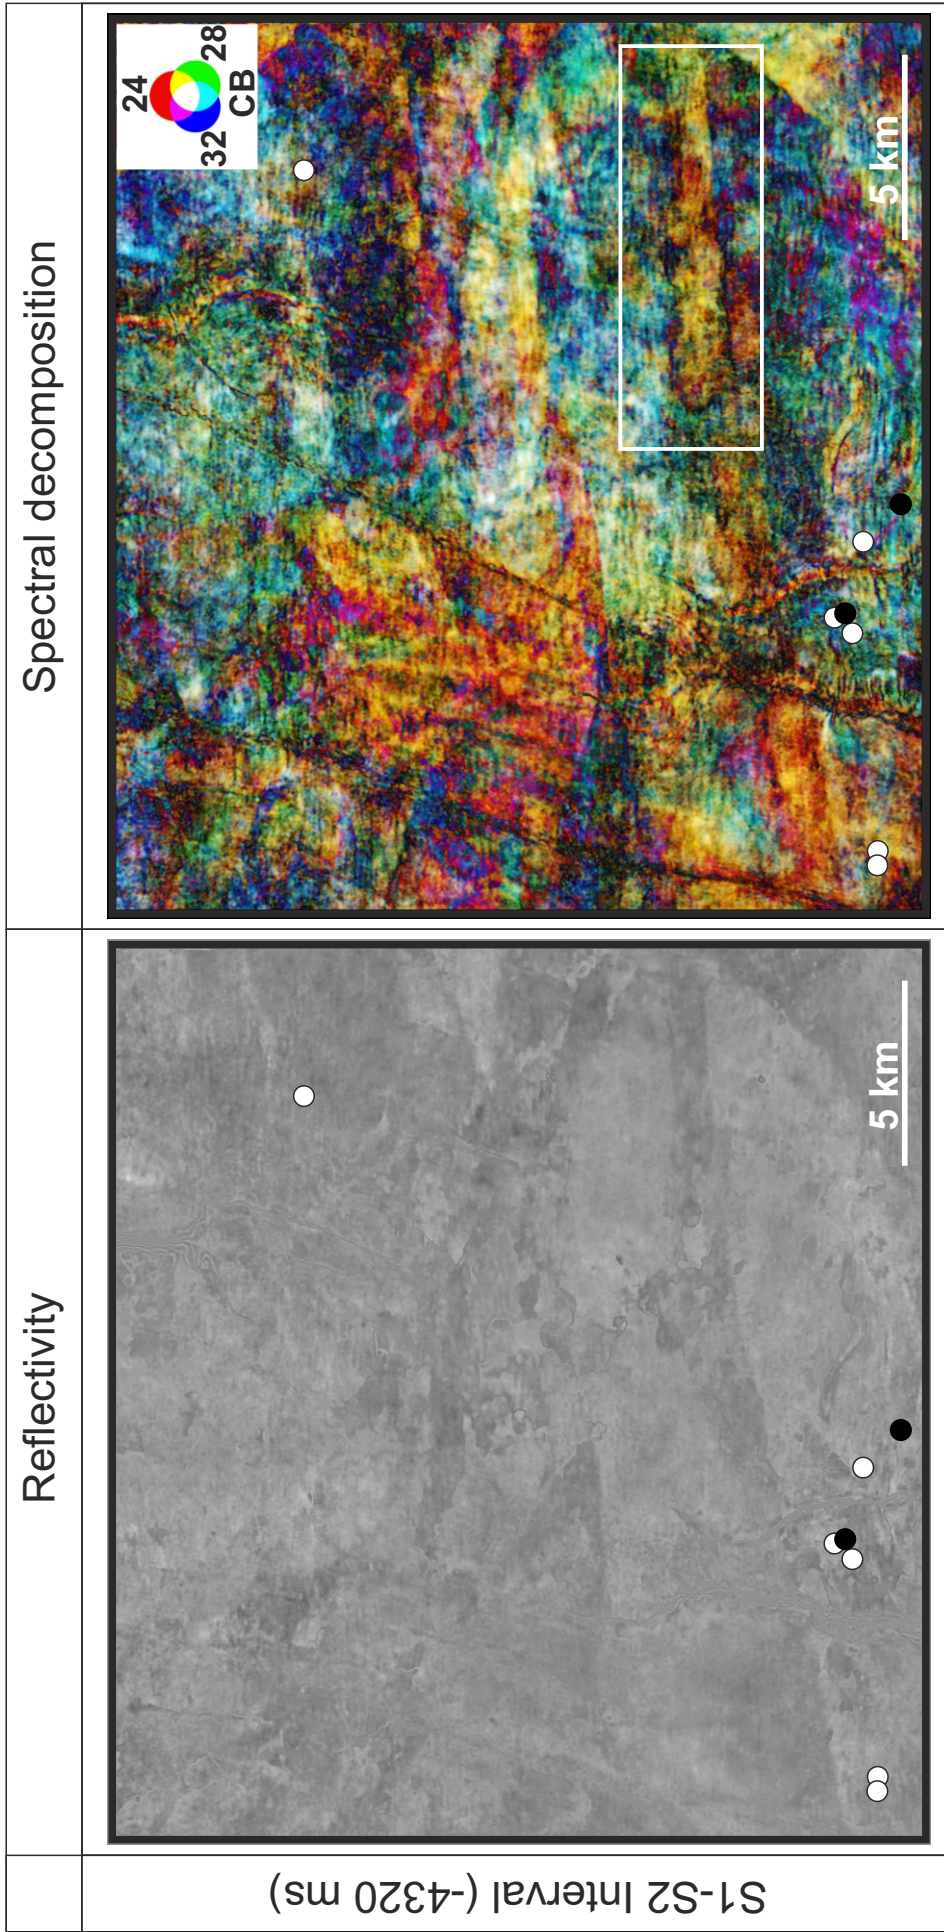 Reflectivity
Spectral decomposition
S1-S2 Interval (-4320 ms)
5 km
24
32
28
CB
5 km